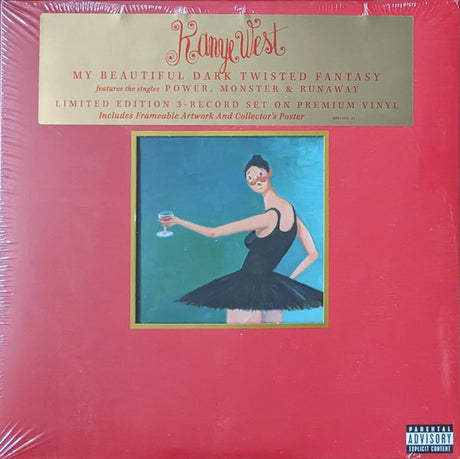 Kanye West
MY BEAUTIFUL DARK TWISTED FANTASY
features the singles POWER, MONSTER & RUNAWAY
LIMITED EDITION 3-RECORD SET ON PREMIUM VINYL
Includes Frameable Artwork And Collector's Poster
PARENTAL
ADVISORY
EXPLICIT CONTENT